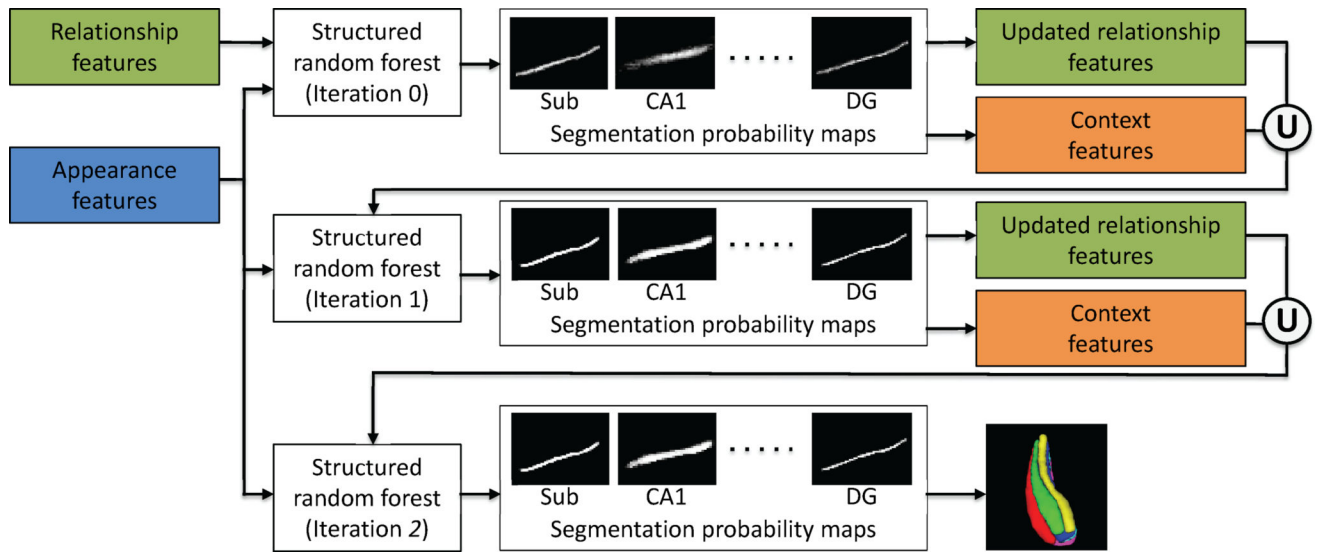 Relationship
features
Structured
random forest
(Iteration 0)
Sub
CA1
.....
DG
Segmentation probability maps
Updated relationship
features
Context
features
U
Appearance
features
Structured
random forest
(Iteration 1)
Sub
CA1
.....
DG
Segmentation probability maps
Updated relationship
features
Context
features
U
Structured
random forest
(Iteration 2)
Sub
CA1
.....
DG
Segmentation probability maps